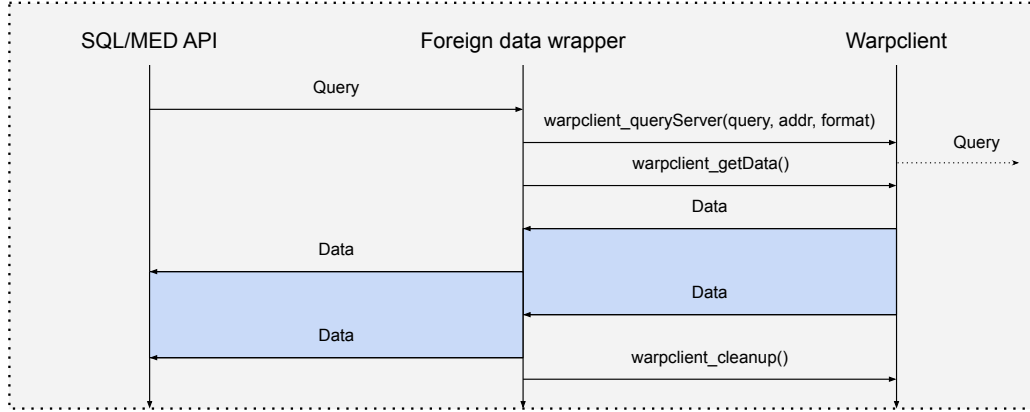 SQL/MED API
Foreign data wrapper
Warpclient
Query
warpclient_queryServer(query, addr, format)
Query
warpclient_getData()
Data
Data
Data
Data
warpclient_cleanup()